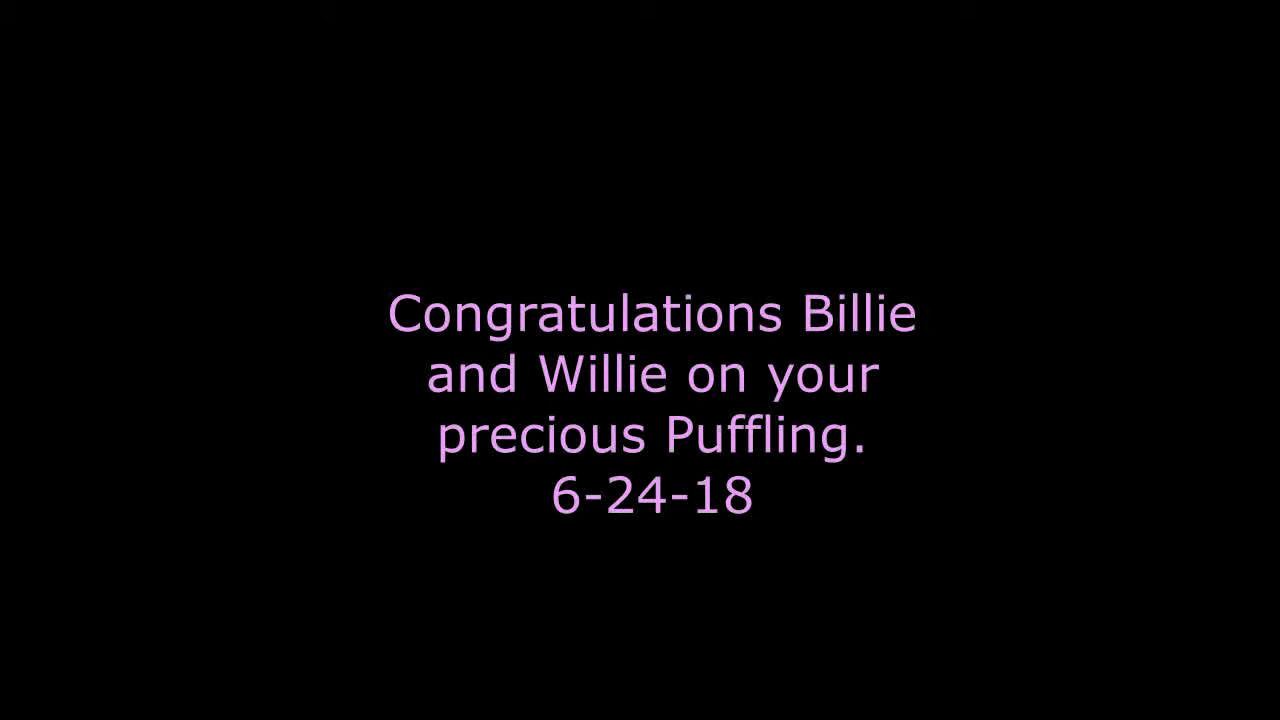 Congratulations Billie
and Willie on your
precious Puffling.
6-24-18